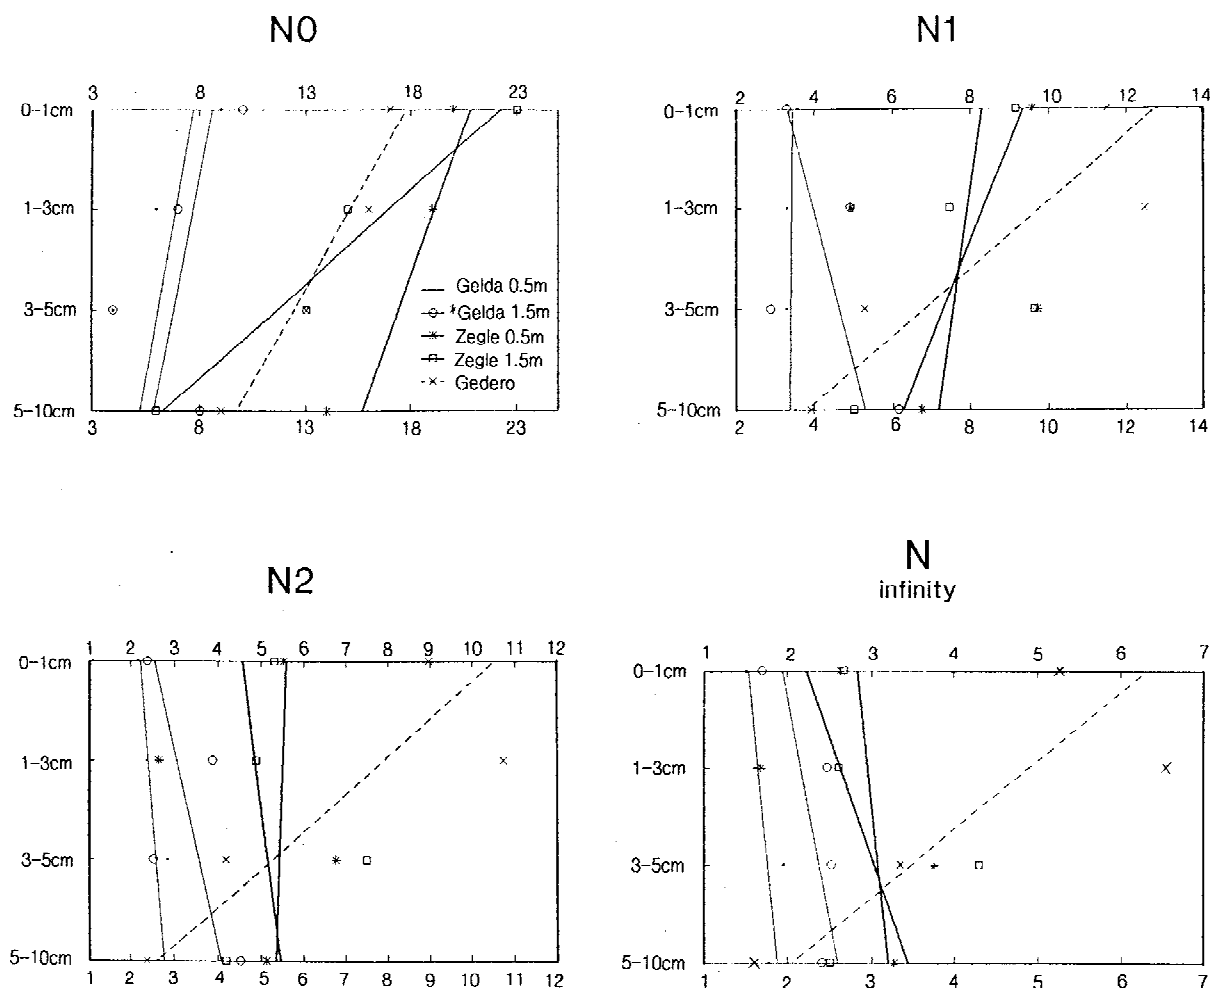 N0
3 8 13 18 23
0-1cm
1-3cm
3-5cm
5-10cm
3 8 13 18 23
Gelda 0.5m
*Gelda 1.5m
Zegle 0.5m
Zegle 1.5m
Gedero
N1
2 4 6 8 10 12 14
0-1cm
1-3cm
3-5cm
5-10cm
2 4 6 8 10 12 14
N2
1 2 3 4 5 6 7 8 9 10 11 12
0-1cm
1-3cm
3-5cm
5-10cm
1 2 3 4 5 6 7 8 9 10 11 12
N
infinity
1 2 3 4 5 6 7
0-1cm
1-3cm
3-5cm
5-10cm
1 2 3 4 5 6 7